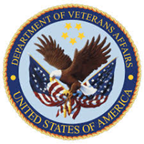 DEPARTMENT OF VETERANS AFFAIRS
UNITED STATES OF AMERICA